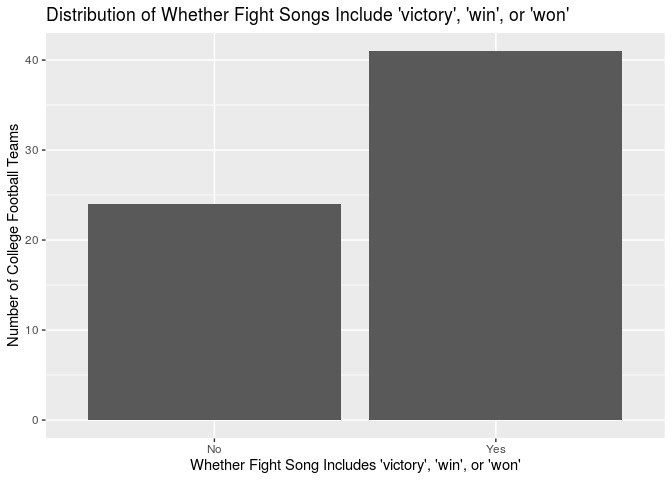 Distribution of Whether Fight Songs Include 'victory', 'win', or 'won'
Number of College Football Teams
40
30
20
10
0
No
Yes
Whether Fight Song Includes 'victory', 'win', or 'won'